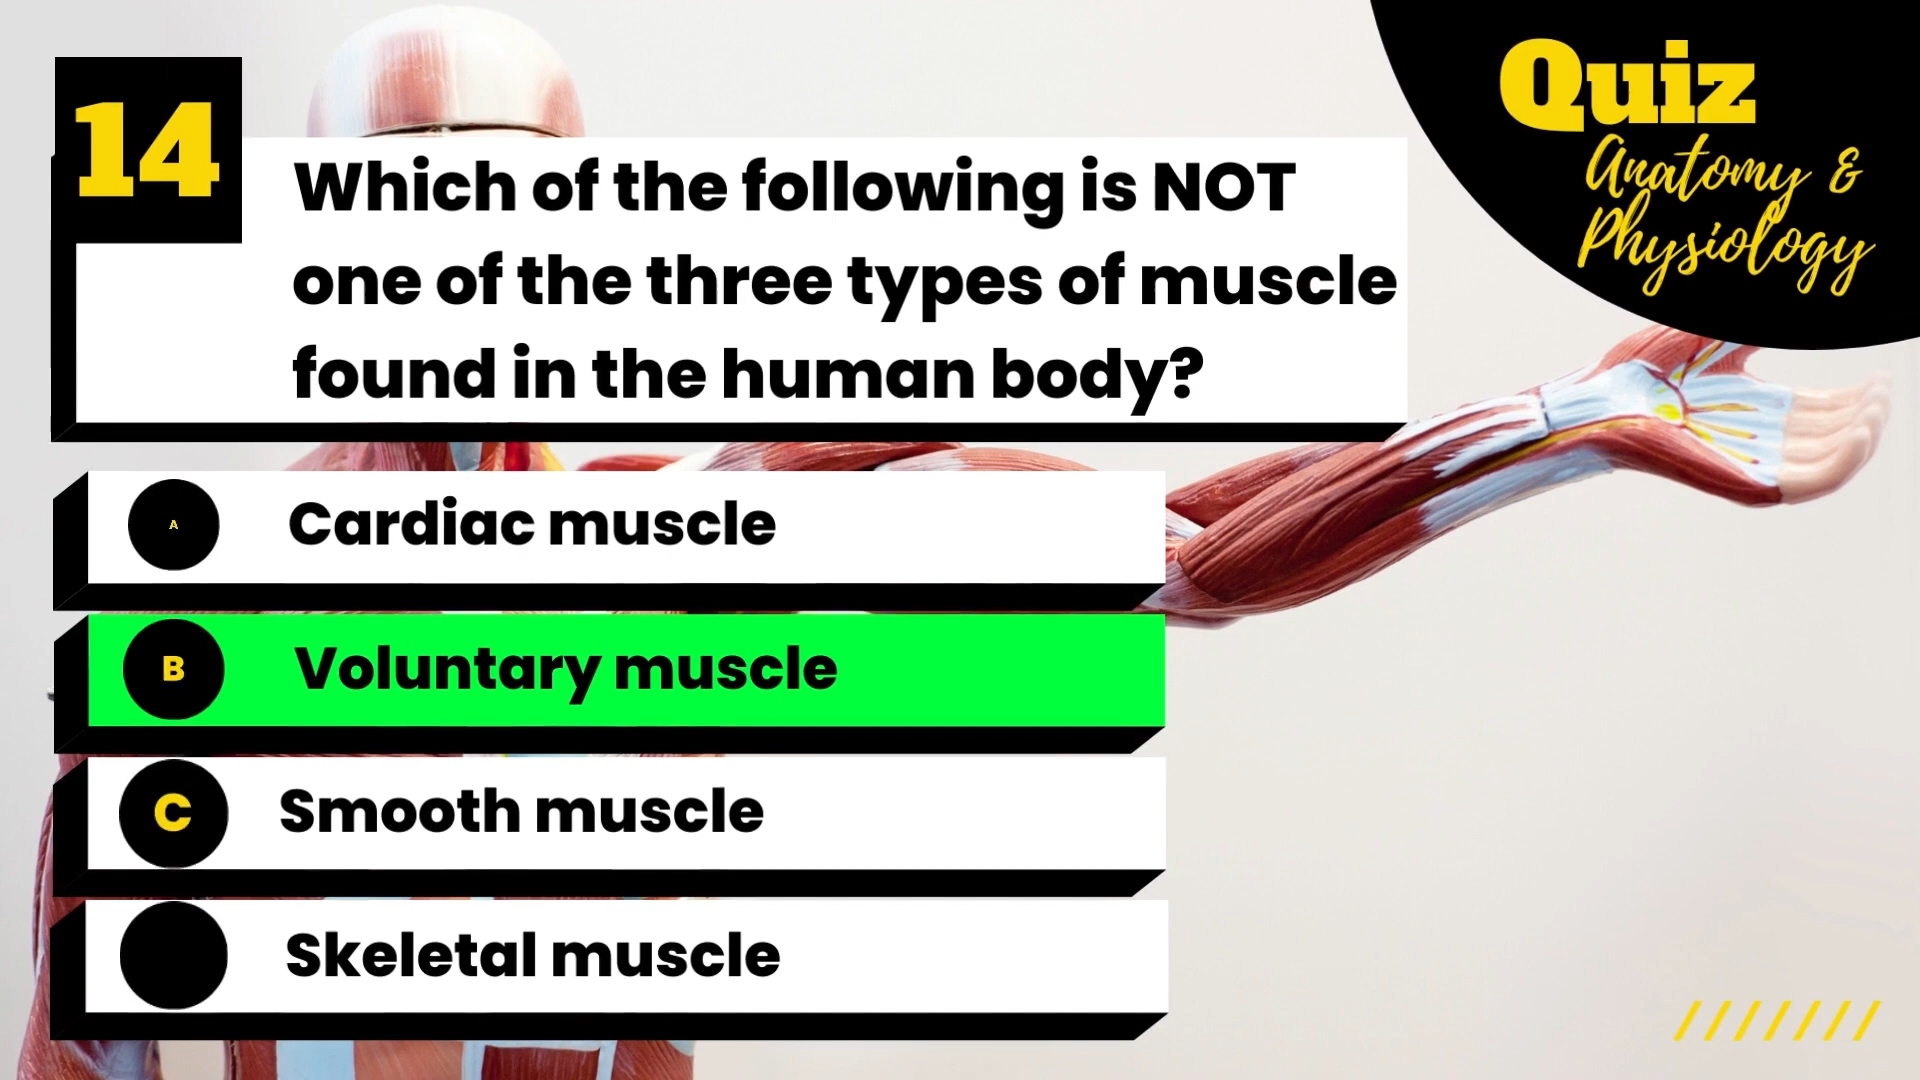 14
Which of the following is NOT
one of the three types of muscle
found in the human body?
Quiz
Anatomy &
Physiology
A Cardiac muscle
B Voluntary muscle
C Smooth muscle
Skeletal muscle